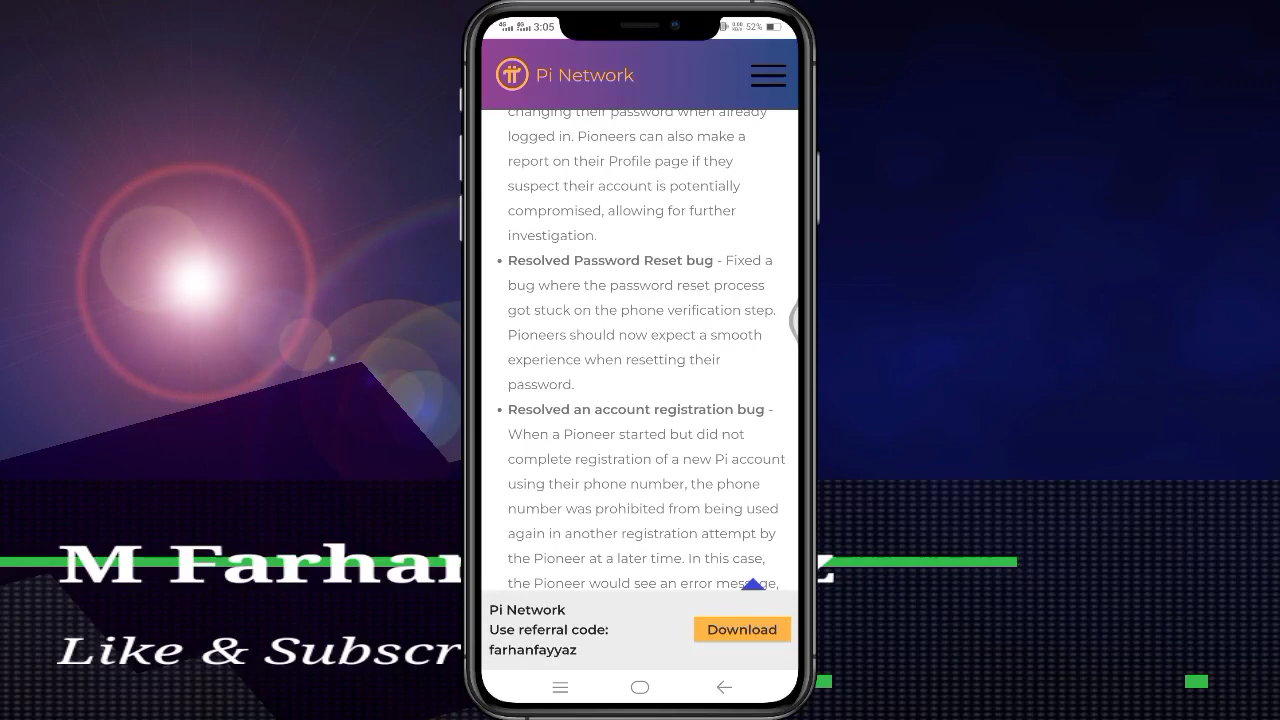 3:05
52%
Pi Network
changing their password when already
logged in. Pioneers can also make a
report on their Profile page if they
suspect their account is potentially
compromised, allowing for further
investigation.
• Resolved Password Reset bug - Fixed a
bug where the password reset process
got stuck on the phone verification step.
Pioneers should now expect a smooth
experience when resetting their
password.
• Resolved an account registration bug -
When a Pioneer started but did not
complete registration of a new Pi account
using their phone number, the phone
number was prohibited from being used
again in another registration attempt by
the Pioneer at a later time. In this case,
the Pioneer would see an error message,
Pi Network
Use referral code:
farhanfayyaz
Download
M Farhan
Like & Subscr